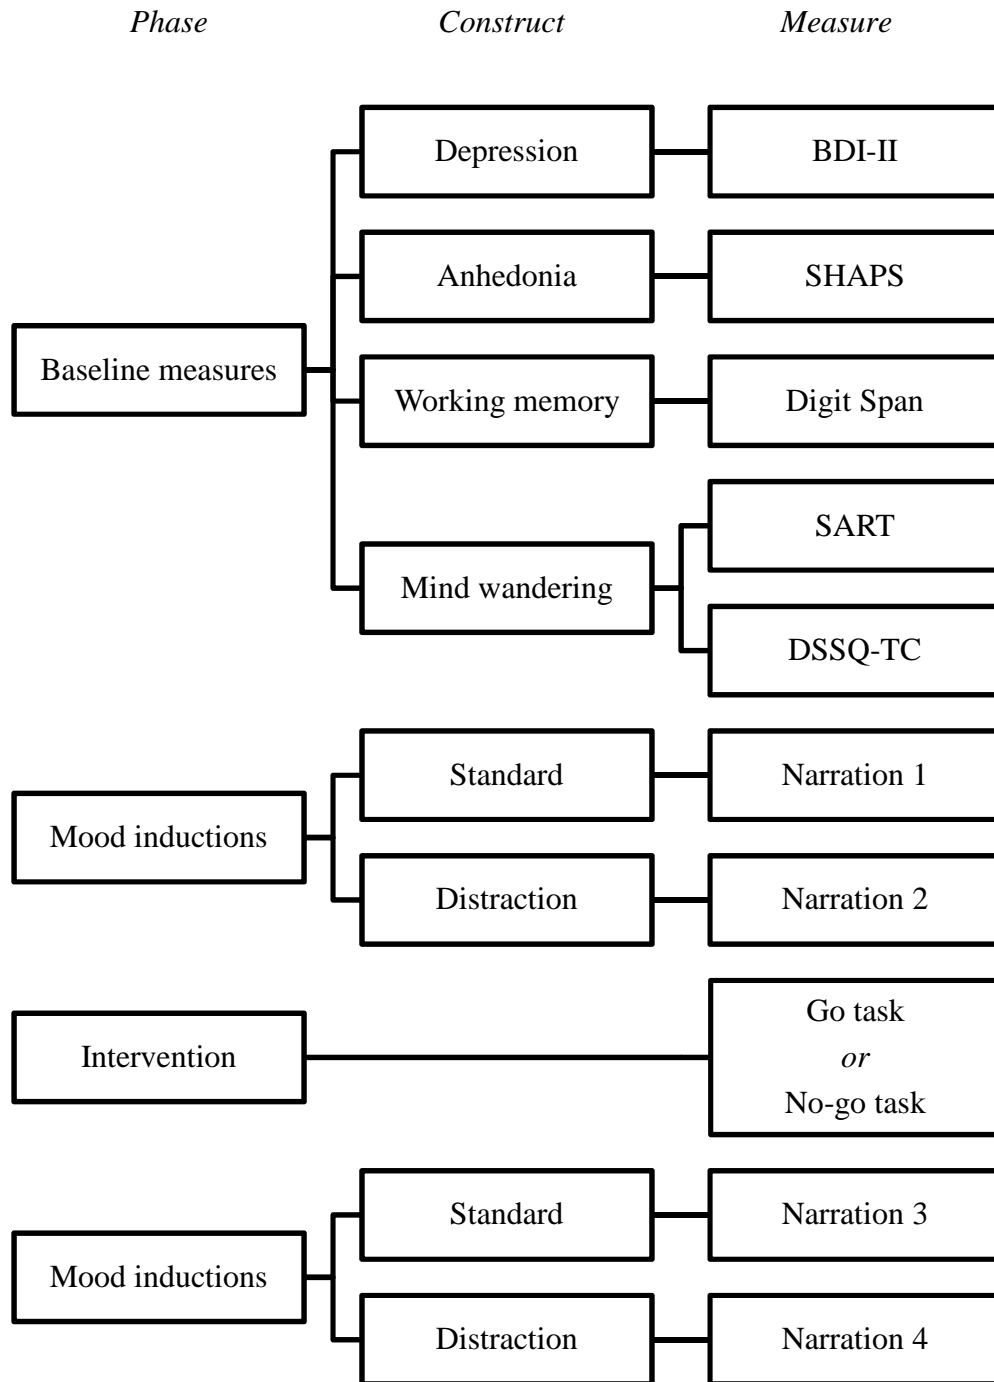 Phase Construct Measure
Depression BDI-II
Anhedonia SHAPS
Baseline measures
Working memory Digit Span
SART
Mind wandering
DSSQ-TC
Standard Narration 1
Mood inductions
Distraction Narration 2
Go task
Intervention or
No-go task
Standard Narration 3
Mood inductions
Distraction Narration 4